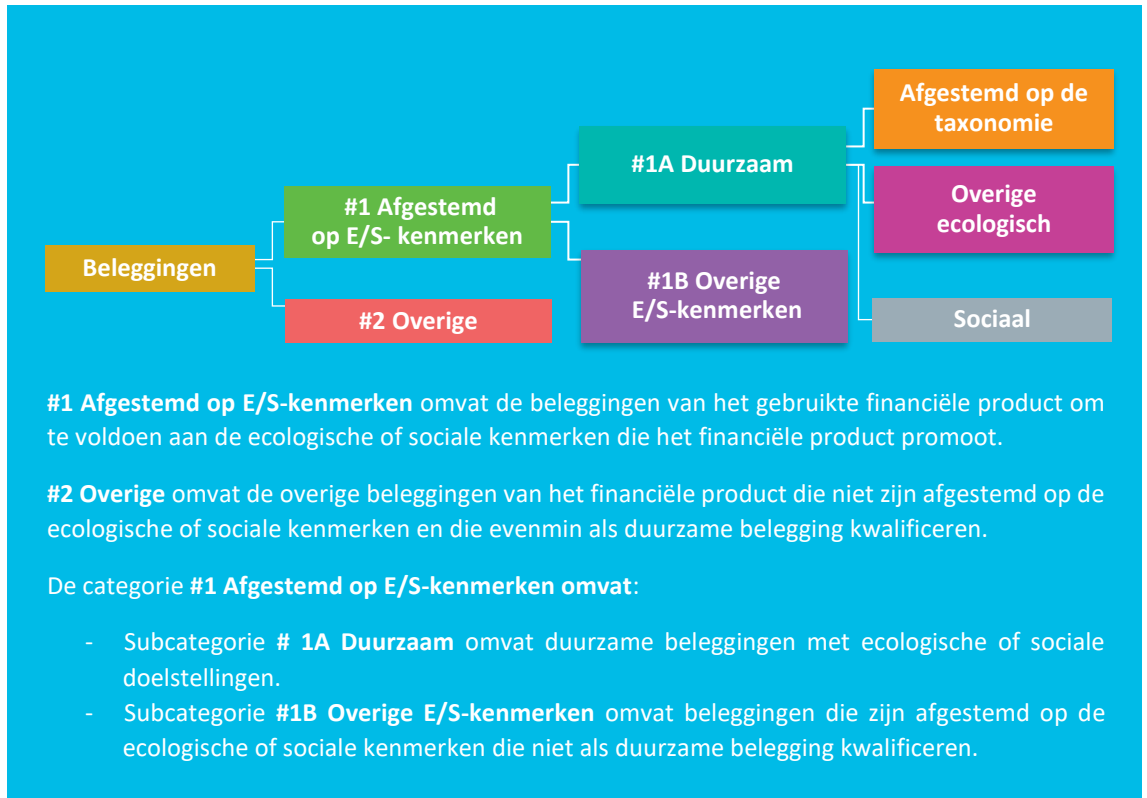 Afgestemd op de
taxonomie
#1A Duurzaam
#1 Afgestemd
op E/S- kenmerken
Overige
ecologisch
Beleggingen
#1B Overige
E/S-kenmerken
#2 Overige
Sociaal
#1 Afgestemd op E/S-kenmerken omvat de beleggingen van het gebruikte financiële product om
te voldoen aan de ecologische of sociale kenmerken die het financiële product promoot.
#2 Overige omvat de overige beleggingen van het financiële product die niet zijn afgestemd op de
ecologische of sociale kenmerken en die evenmin als duurzame belegging kwalificeren.
De categorie #1 Afgestemd op E/S-kenmerken omvat:
- Subcategorie # 1A Duurzaam omvat duurzame beleggingen met ecologische of sociale
doelstellingen.
- Subcategorie #1B Overige E/S-kenmerken omvat beleggingen die zijn afgestemd op de
ecologische of sociale kenmerken die niet als duurzame belegging kwalificeren.